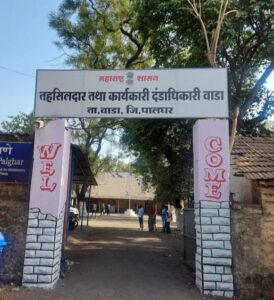 महाराष्ट्र शासन
तहसिलदार तथा कार्यकारी दंडाधिकारी वाडा
ता.वाडा, जि.पालघर
WEL
COME
Palghar